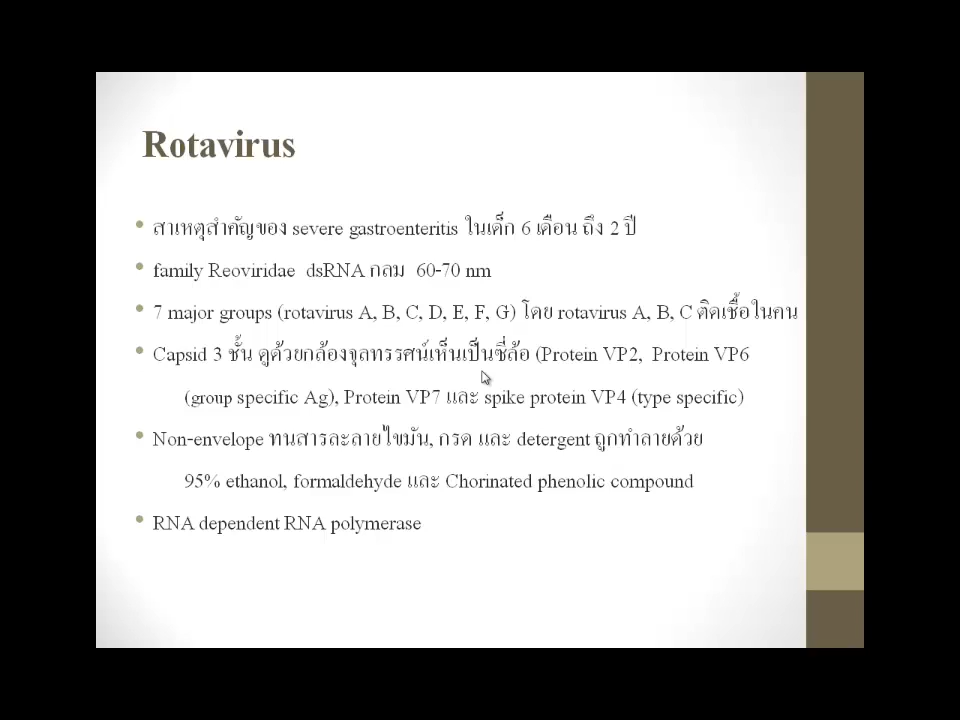 Rotavirus
• สาเหตุสำคัญของ severe gastroenteritis ในเด็ก 6 เดือน ถึง 2 ปี
• family Reoviridae dsRNA กลม 60-70 nm
• 7 major groups (rotavirus A, B, C, D, E, F, G) โดย rotavirus A, B, C ติดเชื้อในคน
• Capsid 3 ชั้น ดูด้วยกล้องจุลทรรศน์เห็นเป็นซี่ล้อ (Protein VP2, Protein VP6
(group specific Ag), Protein VP7 และ spike protein VP4 (type specific)
• Non-envelope ทนสารละลายไขมัน, กรด และ detergent ถูกทำลายด้วย
95% ethanol, formaldehyde และ Chorinated phenolic compound
• RNA dependent RNA polymerase